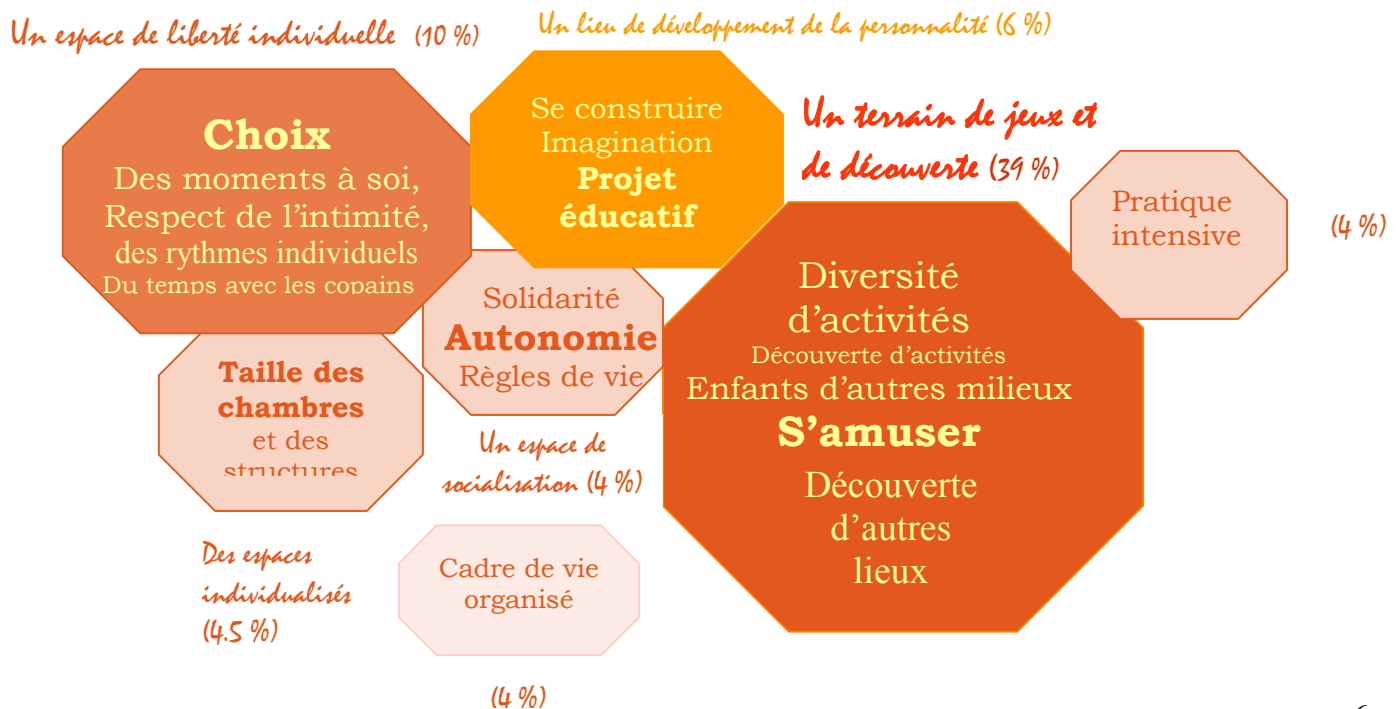 Un espace de liberté individuelle (10 %)
Un lieu de développement de la personnalité (6 %)
Choix
Des moments à soi,
Respect de l'intimité,
des rythmes individuels
Du temps avec les copains
Se construire
Imagination
Projet
éducatif
Un terrain de jeux et
de découverte (39 %)
Pratique
intensive
(4 %)
Solidarité
Autonomie
Règles de vie
Diversité
d'activités
Découverte d'activités
Enfants d'autres milieux
S'amuser
Découverte
d'autres
lieux
Taille des
chambres
et des
structures
Un espace de
socialisation (4 %)
Des espaces
individualisés
(4.5 %)
Cadre de vie
organisé
(4 %)